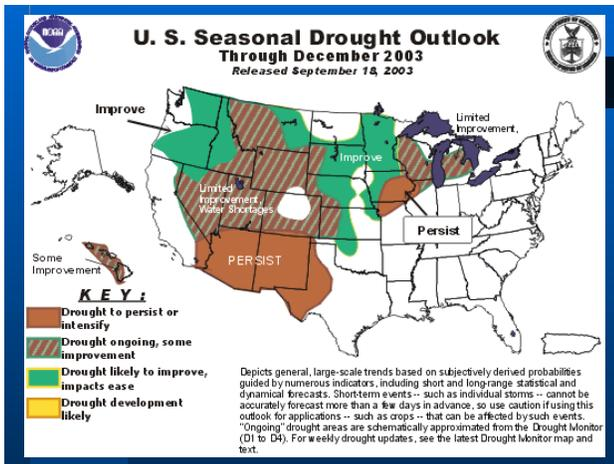 NOAA
U. S. Seasonal Drought Outlook
Through December 2003
Released September 18, 2003
Improve
Limited
Improvement,
Improve
Limited
Improvement,
Water Shortages
Persist
PERSIST
Some
Improvement
KEY:
Drought to persist or
intensify
Drought ongoing, some
improvement
Drought likely to improve,
impacts ease
Drought development
likely
Depicts general, large-scale trends based on subjectively derived probabilities
guided by numerous indicators, including short and long-range statistical and
dynamical forecasts. Short-term events -- such as individual storms -- cannot be
accurately forecast more than a few days in advance, so use caution if using this
outlook for applications -- such as crops -- that can be affected by such events.
"Ongoing" drought areas are schematically approximated from the Drought Monitor
(D1 to D4). For weekly drought updates, see the latest Drought Monitor map and
text.